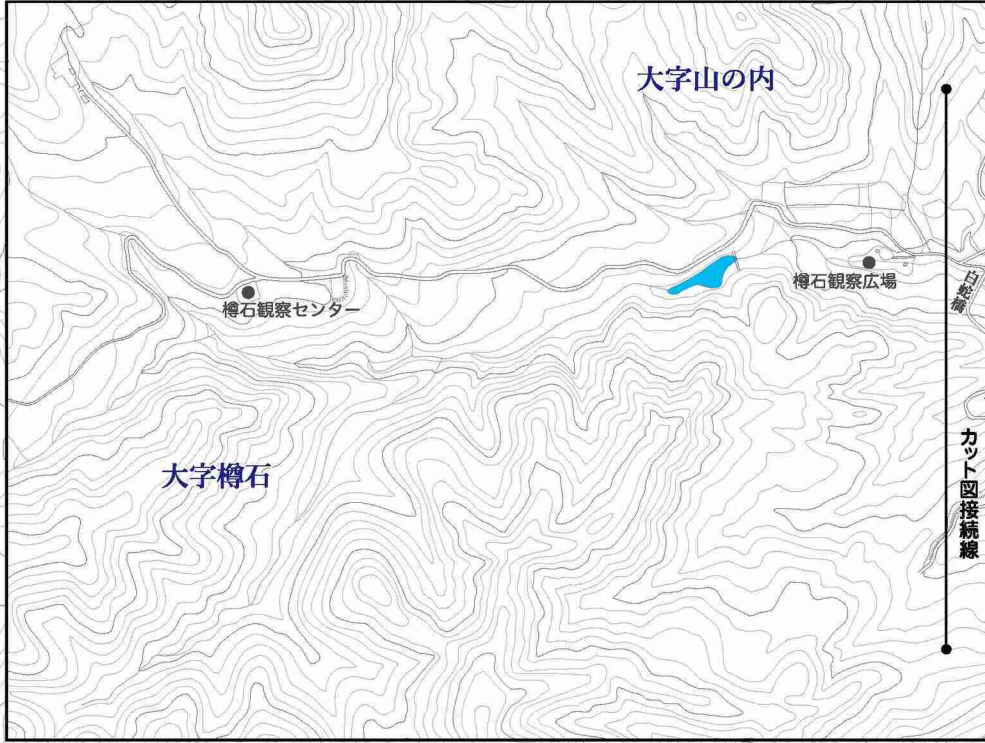 大字山の内
樽石観察広場
白蛇橋
樽石観察センター
大字樽石
カット図接続線